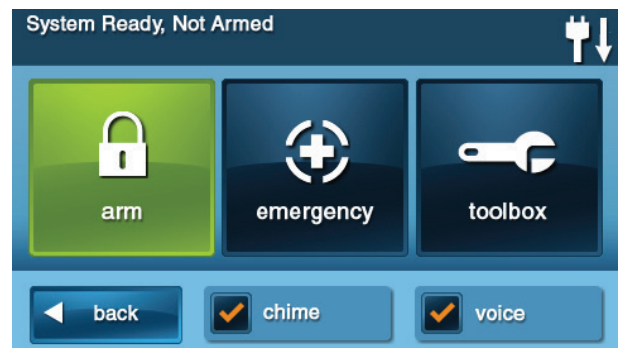 System Ready, Not Armed
arm
emergency
toolbox
back
chime
voice